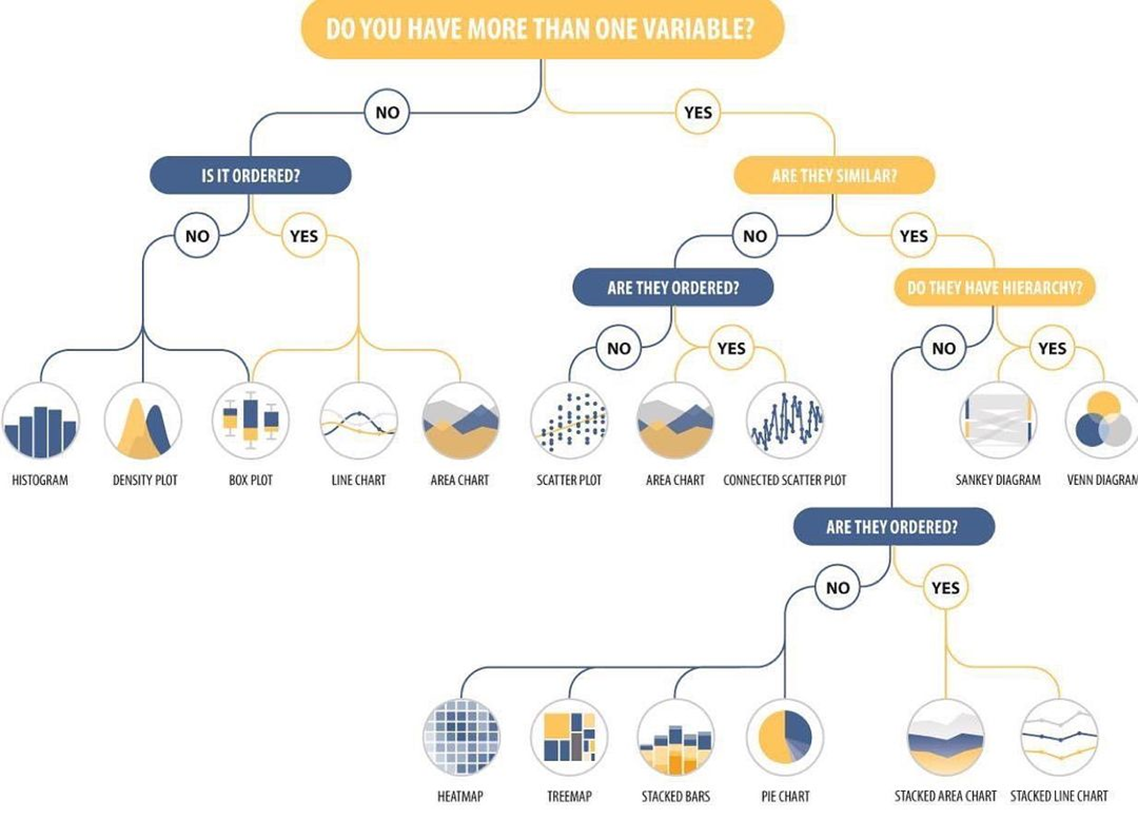 DO YOU HAVE MORE THAN ONE VARIABLE?
NO
YES
IS IT ORDERED?
ARE THEY SIMILAR?
NO
YES
NO
YES
ARE THEY ORDERED?
DO THEY HAVE HIERARCHY?
NO
YES
NO
YES
HISTOGRAM
DENSITY PLOT
BOX PLOT
LINE CHART
AREA CHART
SCATTER PLOT
AREA CHART
CONNECTED SCATTER PLOT
SANKEY DIAGRAM
VENN DIAGRAM
ARE THEY ORDERED?
NO
YES
HEATMAP
TREEMAP
STACKED BARS
PIE CHART
STACKED AREA CHART
STACKED LINE CHART